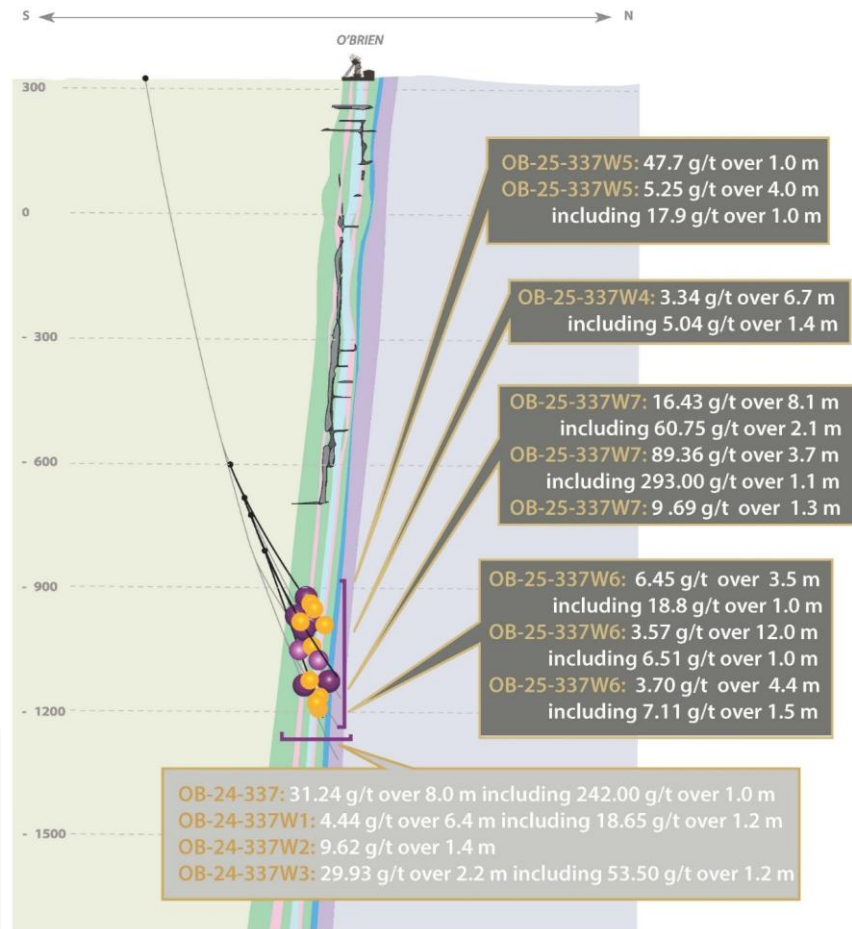 S N
O'BRIEN
300
0
- 300
- 600
- 900
- 1200
- 1500
OB-25-337W5: 47.7 g/t over 1.0 m
OB-25-337W5: 5.25 g/t over 4.0 m
including 17.9 g/t over 1.0 m
OB-25-337W4: 3.34 g/t over 6.7 m
including 5.04 g/t over 1.4 m
OB-25-337W7: 16.43 g/t over 8.1 m
including 60.75 g/t over 2.1 m
OB-25-337W7: 89.36 g/t over 3.7 m
including 293.00 g/t over 1.1 m
OB-25-337W7: 9.69 g/t over 1.3 m
OB-25-337W6: 6.45 g/t over 3.5 m
including 18.8 g/t over 1.0 m
OB-25-337W6: 3.57 g/t over 12.0 m
including 6.51 g/t over 1.0 m
OB-25-337W6: 3.70 g/t over 4.4 m
including 7.11 g/t over 1.5 m
OB-24-337: 31.24 g/t over 8.0 m including 242.00 g/t over 1.0 m
OB-24-337W1: 4.44 g/t over 6.4 m including 18.65 g/t over 1.2 m
OB-24-337W2: 9.62 g/t over 1.4 m
OB-24-337W3: 29.93 g/t over 2.2 m including 53.50 g/t over 1.2 m